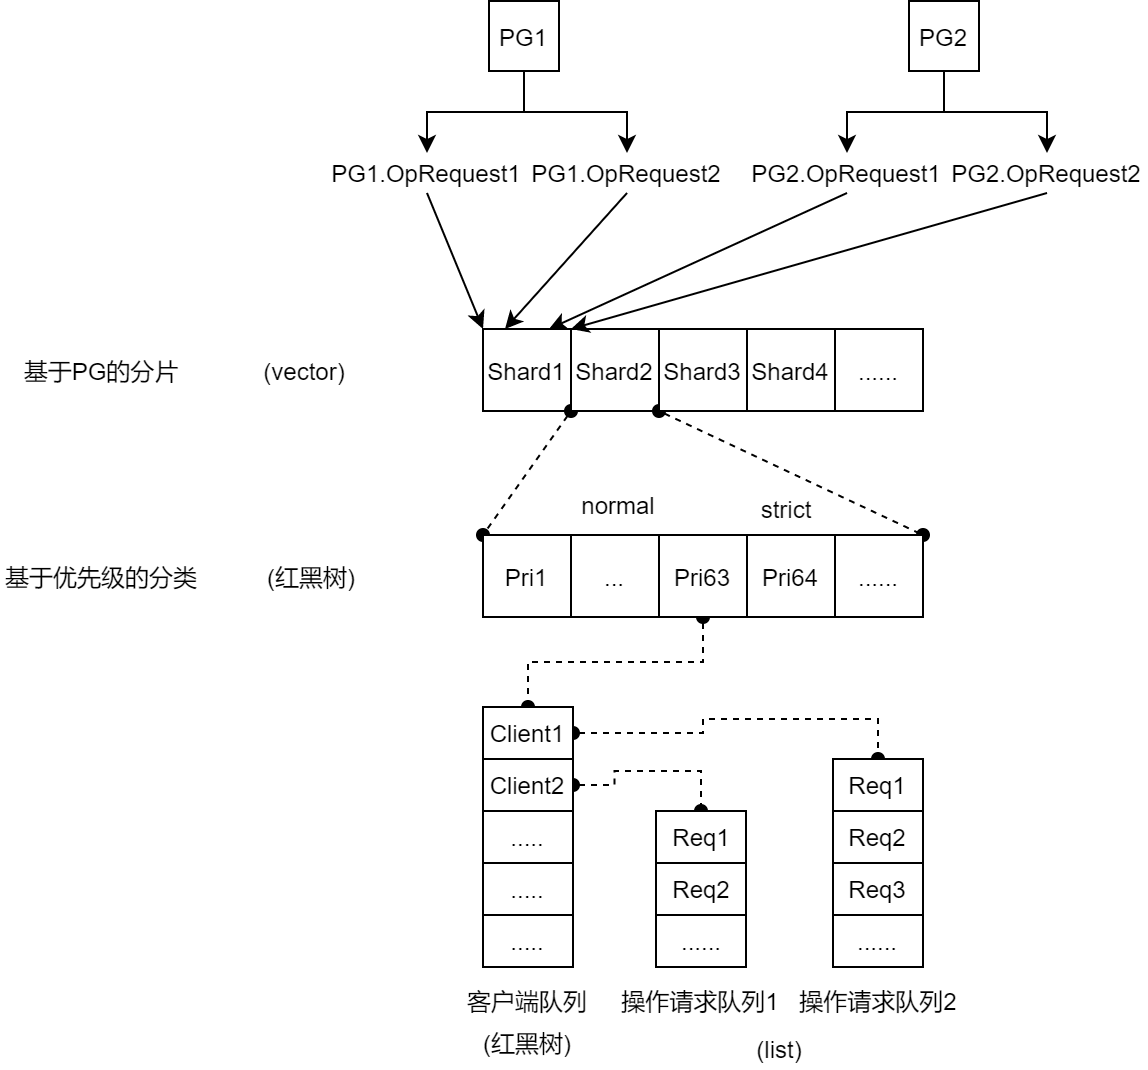 PG1 PG2
PG1.OpRequest1 PG1.OpRequest2 PG2.OpRequest1 PG2.OpRequest2
基于PG的分片 (vector) Shard1 Shard2 Shard3 Shard4 ......
normal strict
基于优先级的分类 (红黑树) Pri1 ... Pri63 Pri64 ......
Client1
Client2 Req1
..... Req1 Req2
..... Req2 Req3
..... ...... ......
客户端队列 操作请求队列1 操作请求队列2
(红黑树) (list)